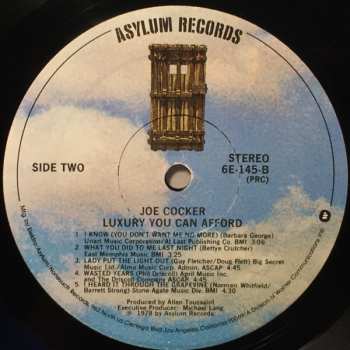 ASYLUM RECORDS
SIDE TWO
STEREO
6E-145-B
(PRC)
JOE COCKER
LUXURY YOU CAN AFFORD
1 I KNOW (YOU DON'T WANT ME NO MORE) (Barbara George)
Unart Music Corporation/At Last Publishing Co. BMI 3:06
2 WHAT YOU DID TO ME LAST NIGHT (Bettye Crutcher)
East Memphis Music BMI 3:25
3. LADY PUT THE LIGHT OUT (Guy Fletcher/Doug Flett) Big Secret
Music Ltd./Almo Music Corp. Admin. ASCAP 4:45
4. WASTED YEARS (Phil Driscoll) April Music Inc.
ASCAP 4:25
5 I HEARD IT THROUGH THE GRAPEVINE (Norman Whitfield/
Barrett Strong) Stone Agate Music Div. BMI 4:30
Produced by Allen Toussaint
Executive Producer: Michael Lang
℗ 1978 by Asylum Records